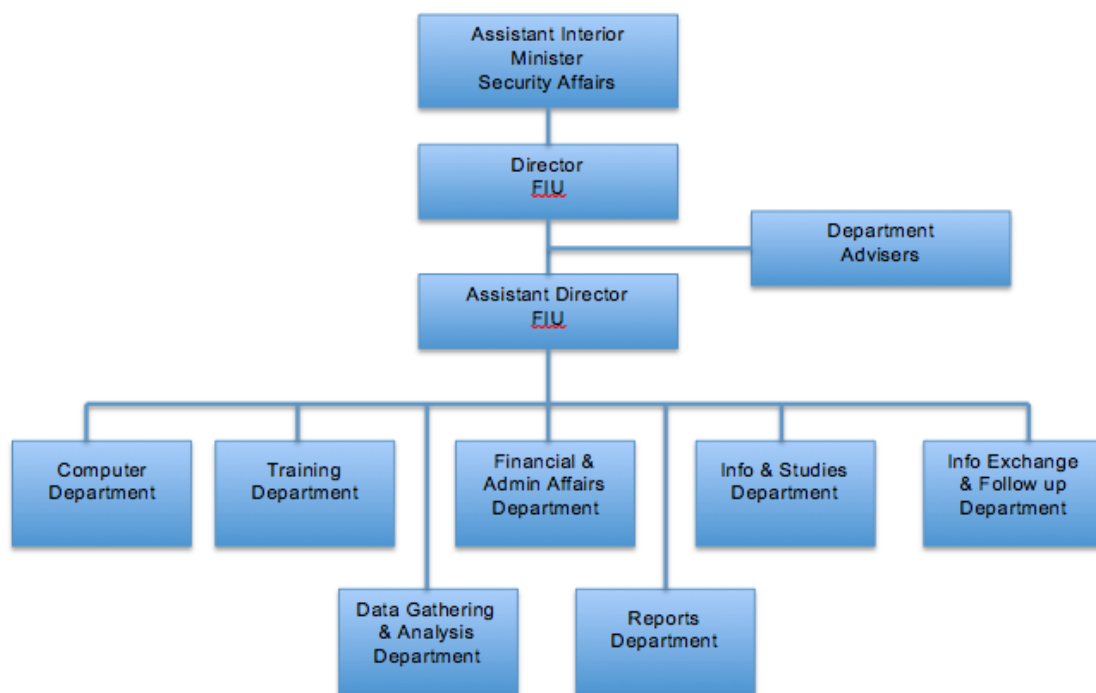 Assistant Interior
Minister
Security Affairs
Director
FIU
Department
Advisers
Assistant Director
FIU
Computer
Department
Training
Department
Financial &
Admin Affairs
Department
Info & Studies
Department
Info Exchange
& Follow up
Department
Data Gathering
& Analysis
Department
Reports
Department